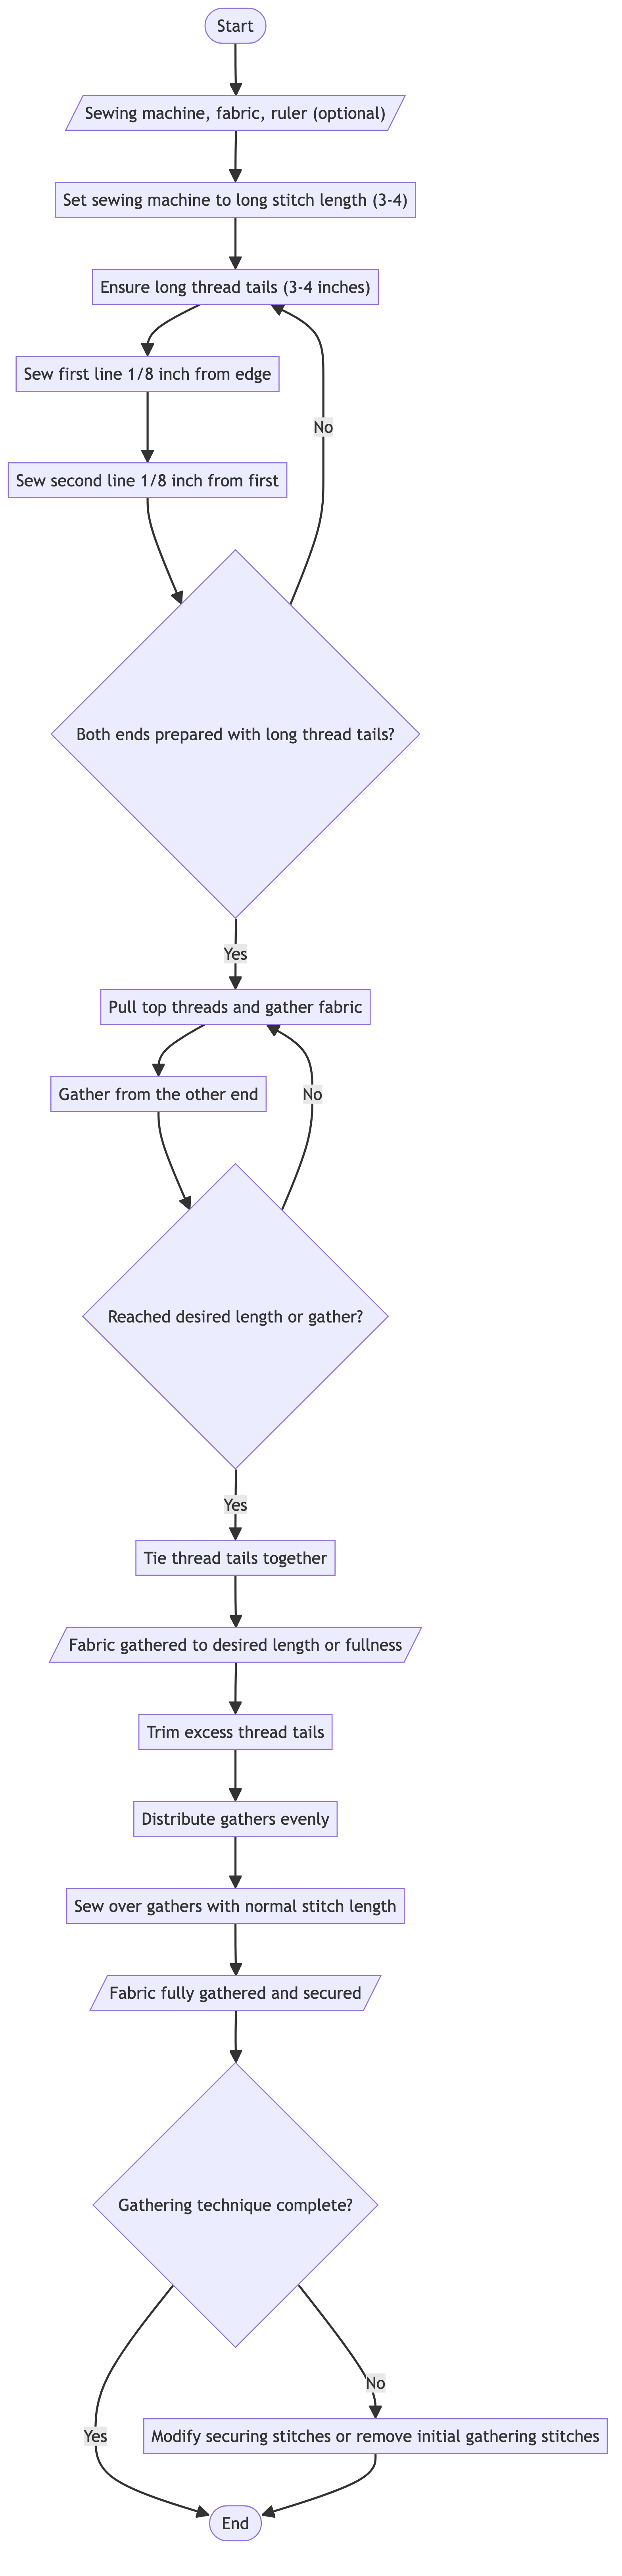 Start
Sewing machine, fabric, ruler (optional)
Set sewing machine to long stitch length (3-4)
Ensure long thread tails (3-4 inches)
Sew first line 1/8 inch from edge
No
Sew second line 1/8 inch from first
Both ends prepared with long thread tails?
Yes
Pull top threads and gather fabric
Gather from the other end
No
Reached desired length or gather?
Yes
Tie thread tails together
Fabric gathered to desired length or fullness
Trim excess thread tails
Distribute gathers evenly
Sew over gathers with normal stitch length
Fabric fully gathered and secured
Gathering technique complete?
No
Yes
Modify securing stitches or remove initial gathering stitches
End